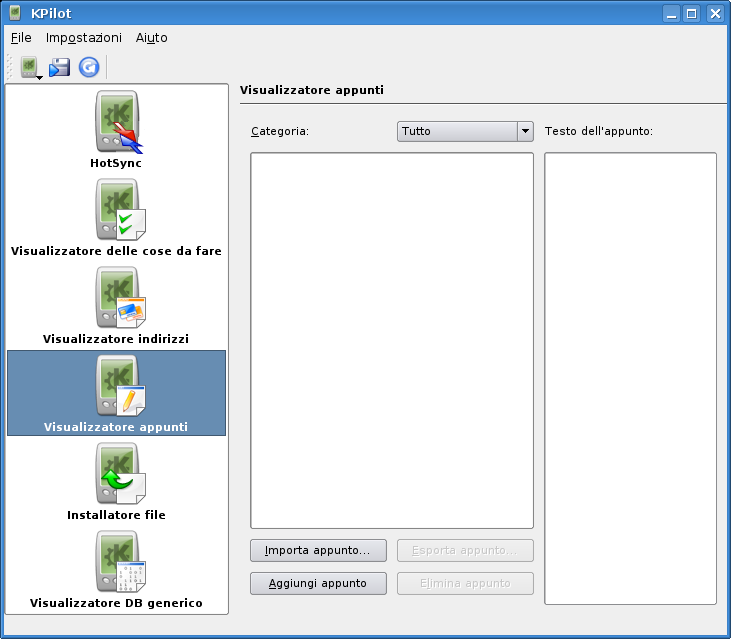 KPilot
File Impostazioni Aiuto
HotSync
Visualizzatore delle cose da fare
Visualizzatore indirizzi
Visualizzatore appunti
Installatore file
Visualizzatore DB generico
Visualizzatore appunti
Categoria: Tutto Testo dell'appunto:
Importa appunto... Esporta appunto...
Aggiungi appunto Elimina appunto